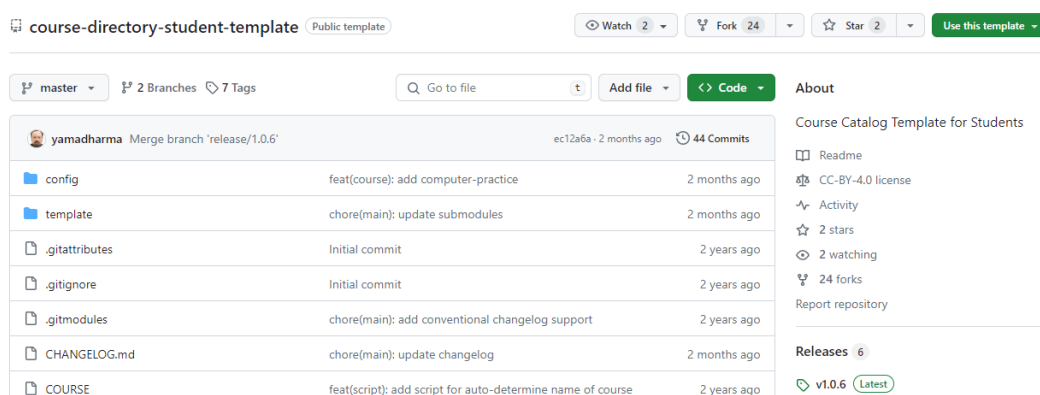 course-directory-student-template Public template Watch 2 Fork 24 Star 2 Use this template
master 2 Branches 7 Tags Go to file t Add file Code
About
Course Catalog Template for Students
yamadharma Merge branch 'release/1.0.6' ec12a6a · 2 months ago 44 Commits
Readme
config feat(course): add computer-practice 2 months ago
CC-BY-4.0 license
Activity
template chore(main): update submodules 2 months ago
2 stars
.gitattributes Initial commit 2 years ago
2 watching
.gitignore Initial commit 2 years ago
24 forks
Report repository
.gitmodules chore(main): add conventional changelog support 2 years ago
CHANGELOG.md chore(main): update changelog 2 months ago
Releases 6
COURSE feat(script): add script for auto-determine name of course 2 years ago
v1.0.6 Latest